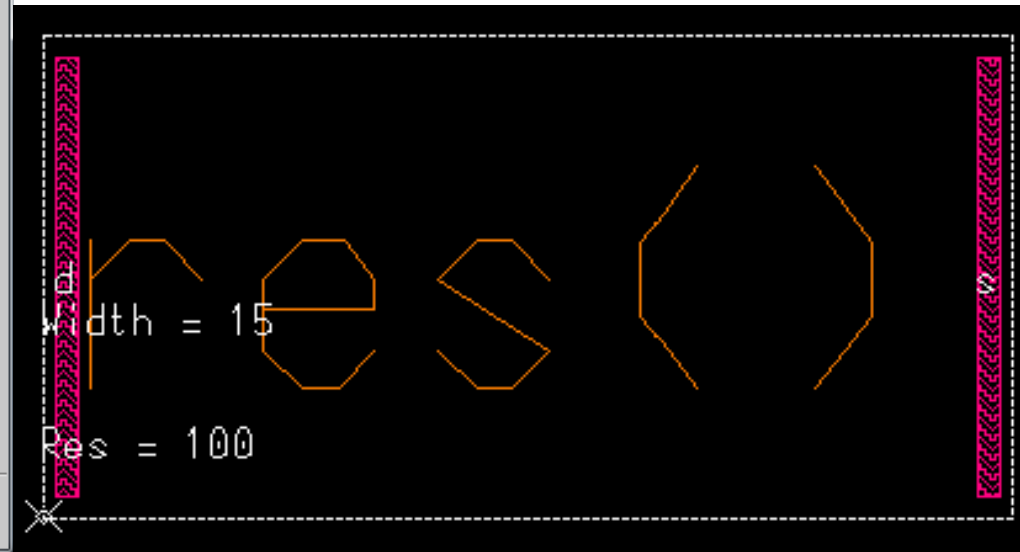 res()
d
s
Width = 15
Res = 100